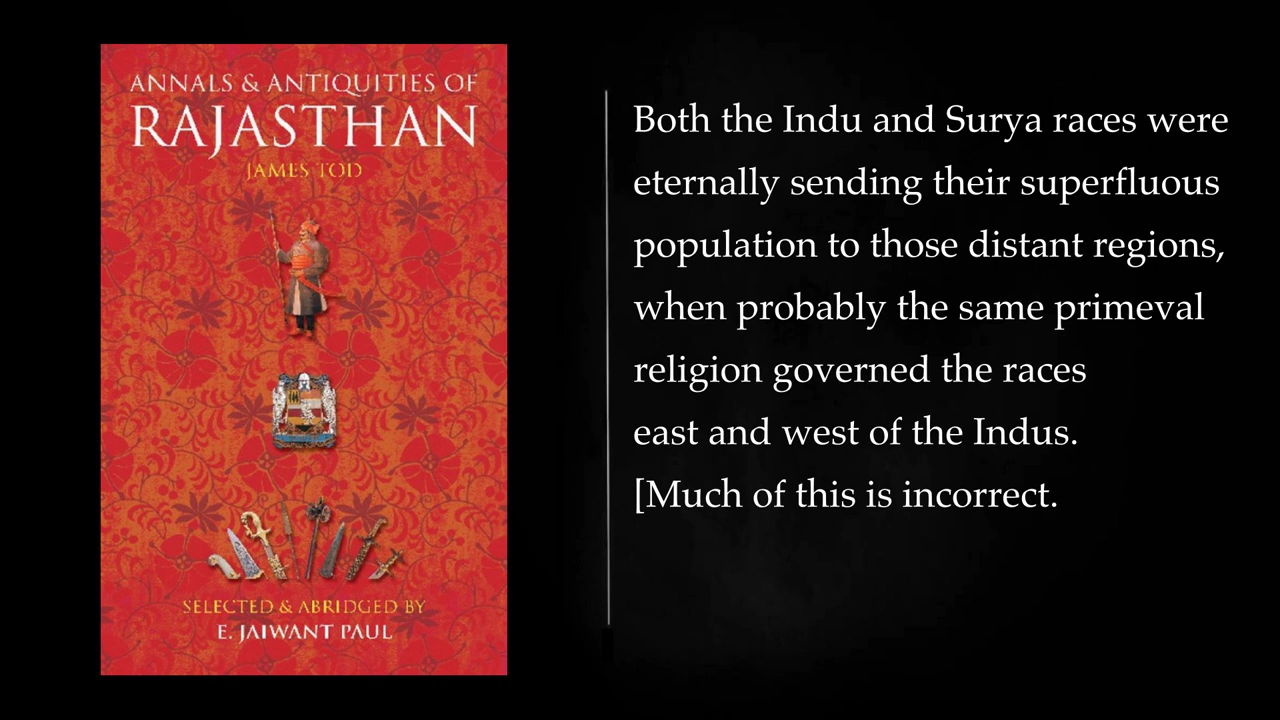 ANNALS & ANTIQUITIES OF
RAJASTHAN
JAMES TOD
SELECTED & ABRIDGED BY
E. JAIWANT PAUL
Both the Indu and Surya races were
eternally sending their superfluous
population to those distant regions,
when probably the same primeval
religion governed the races
east and west of the Indus.
[Much of this is incorrect.